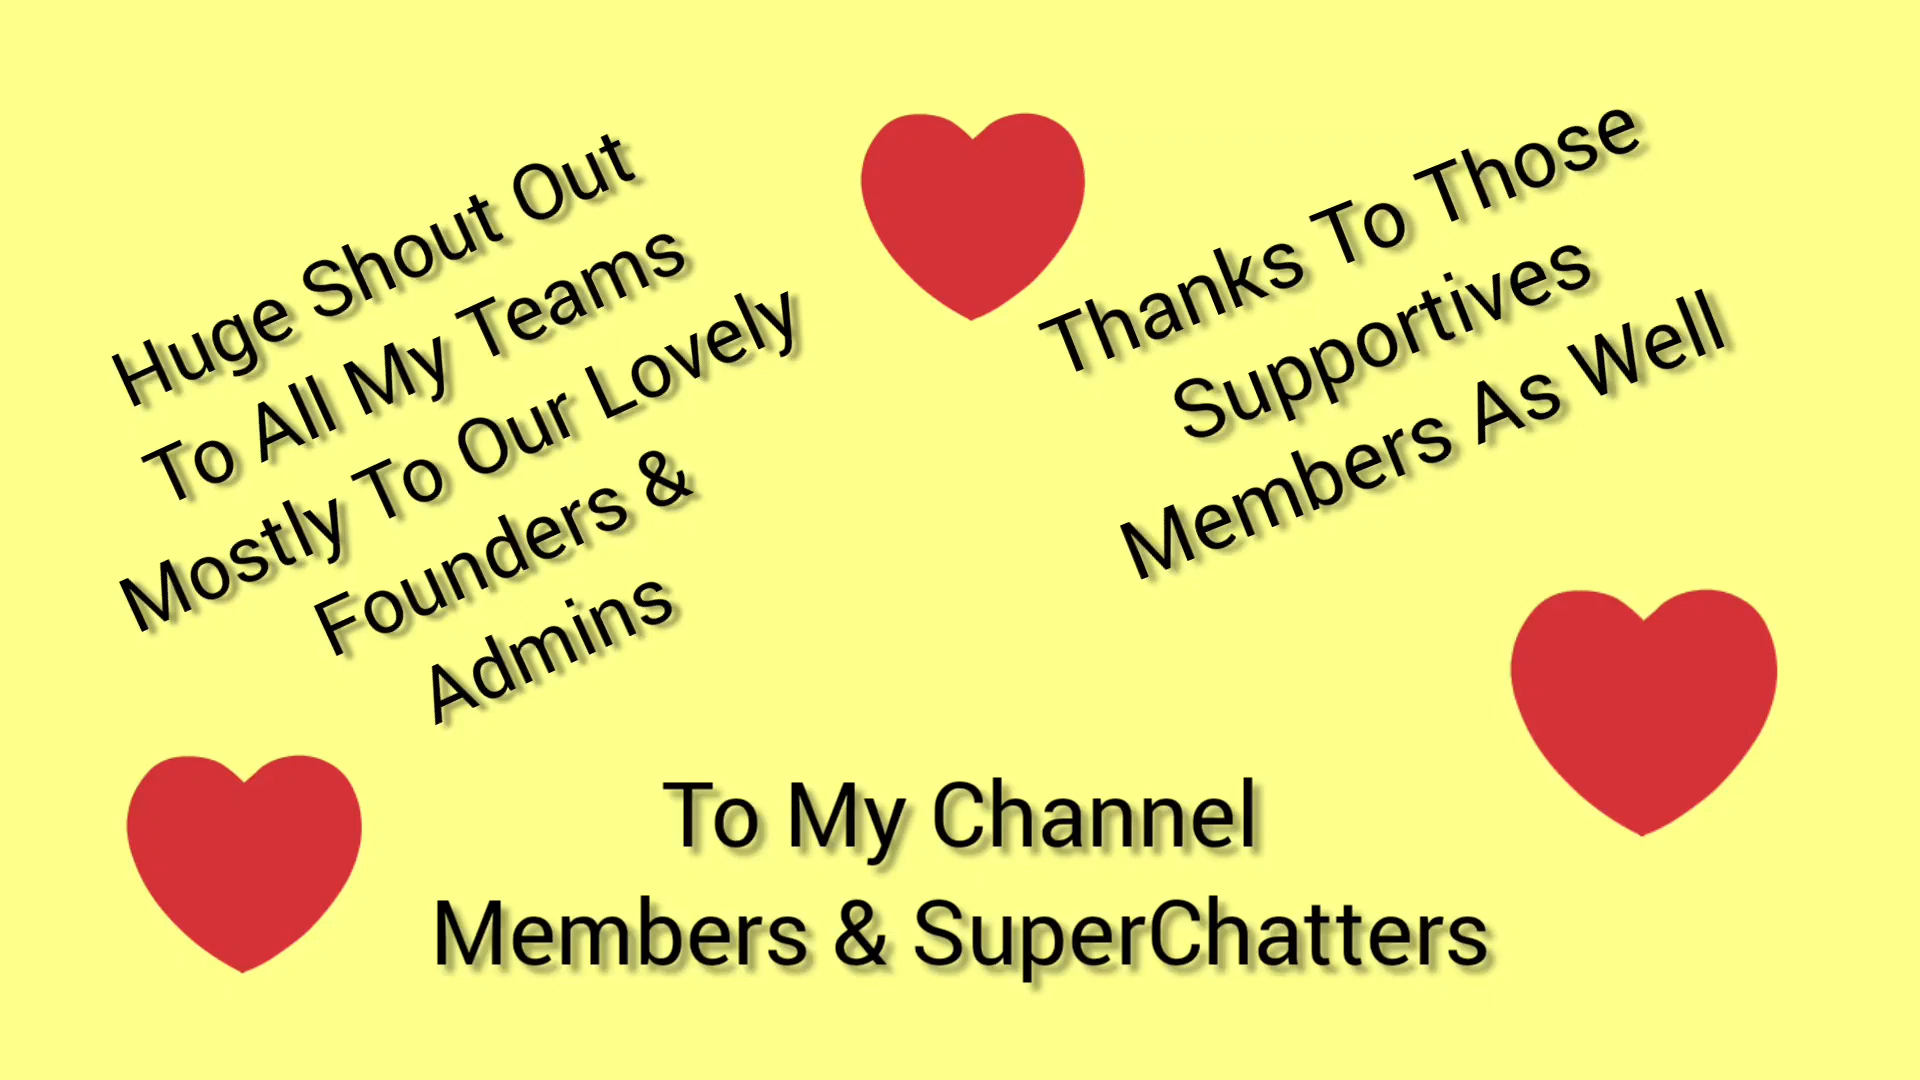 Huge Shout Out
To All My Teams
Mostly To Our Lovely
Founders &
Admins
Thanks To Those
Supportives
Members As Well
To My Channel
Members & SuperChatters